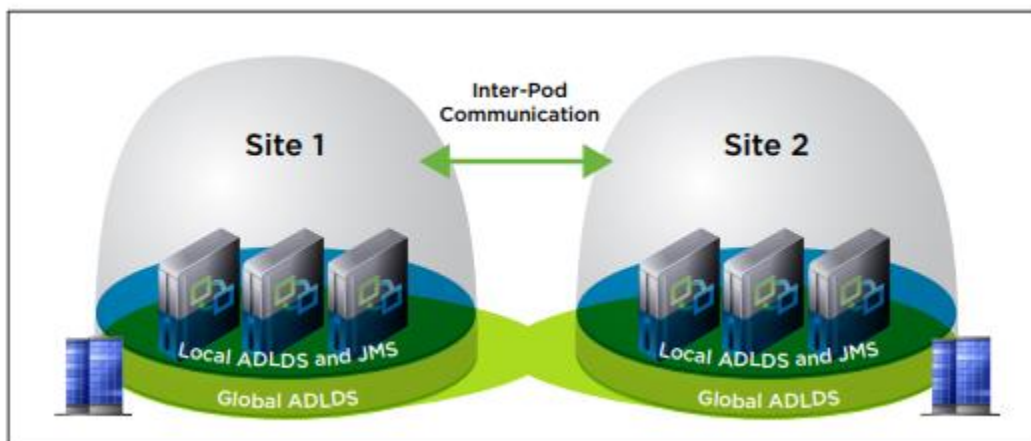 Inter-Pod
Communication
Site 1
Site 2
Local ADLDS and JMS
Local ADLDS and JMS
Global ADLDS
Global ADLDS